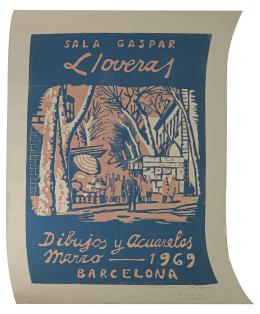 SALA GASPAR
Lloveras
Dibujos y Acuarelas
Marzo — 1969
BARCELONA